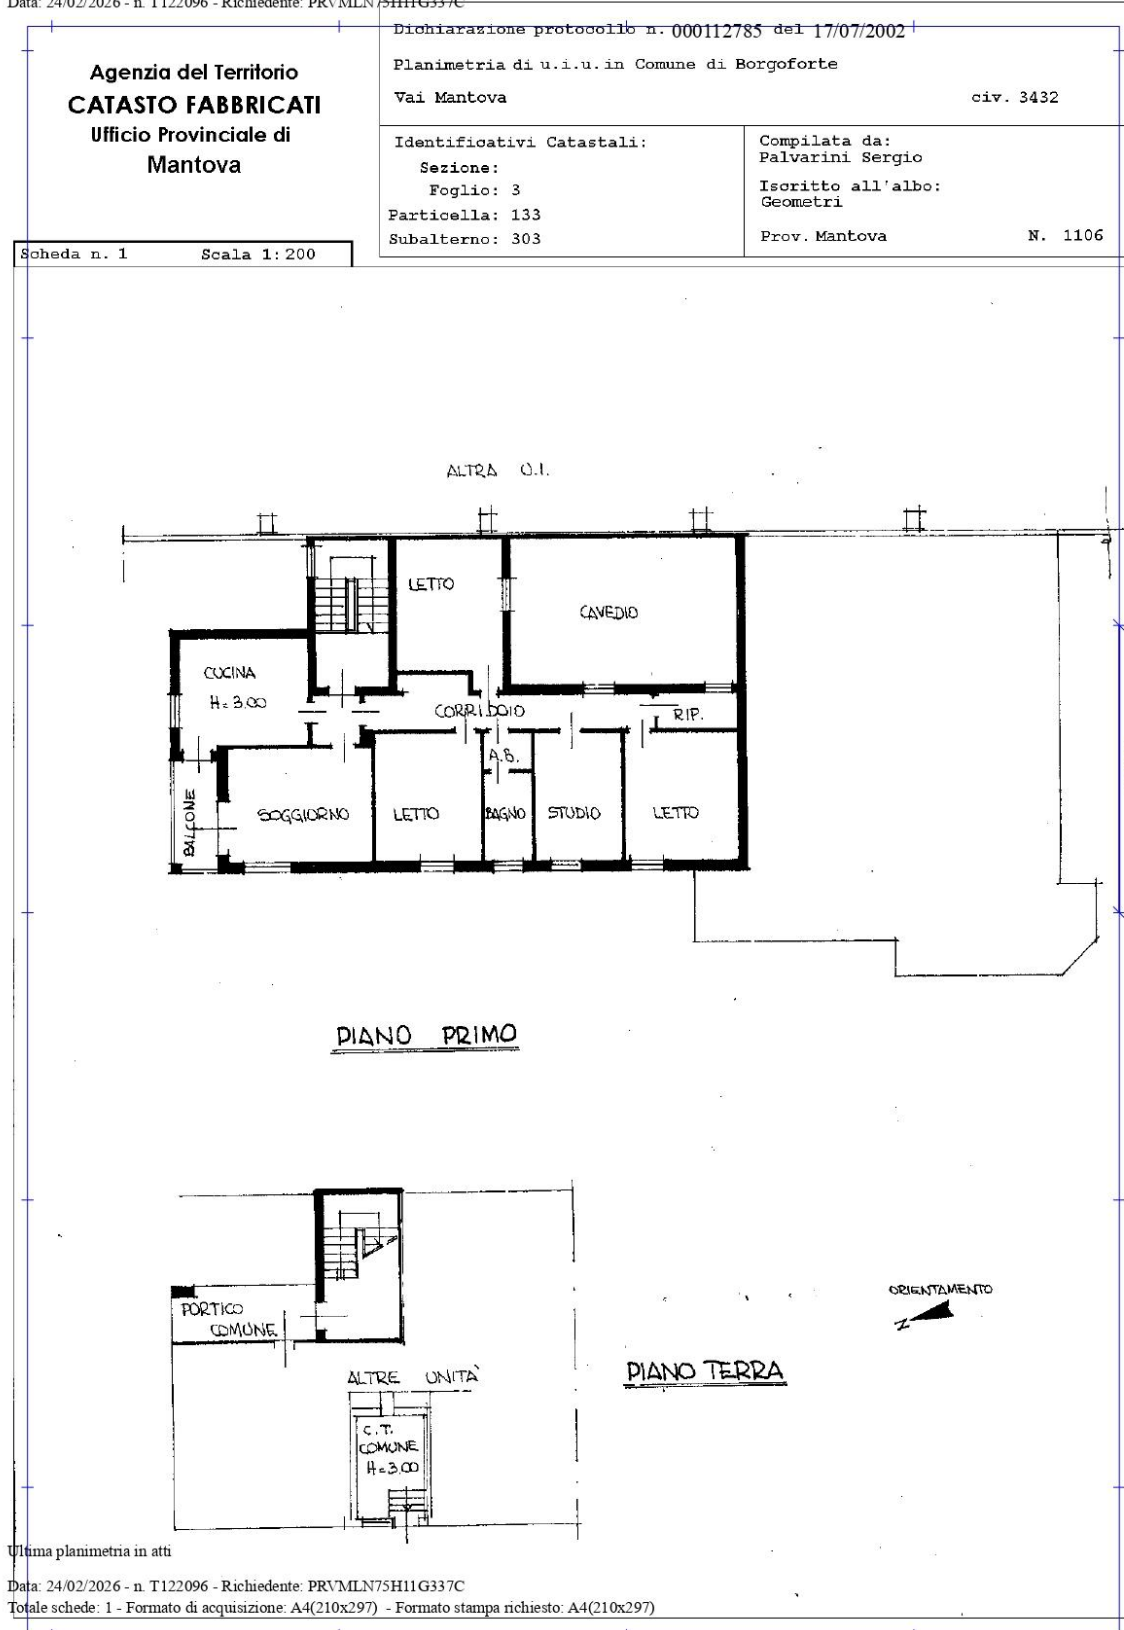 Data: 24/02/2026 - n. T122096 - Richiedente: PRVMLN75H11G337C
Agenzia del Territorio
CATASTO FABBRICATI
Ufficio Provinciale di
Mantova
Dichiarazione protocollo n. 000112785 del 17/07/2002
Planimetria di u.i.u. in Comune di Borgoforte
Vai Mantova civ. 3432
Identificativi Catastali:
Sezione:
Foglio: 3
Particella: 133
Subalterno: 303
Compilata da:
Palvarini Sergio
Iscritto all'albo:
Geometri
Prov. Mantova N. 1106
Scheda n. 1 Scala 1:200
ALTRA U.I.
LETTO
CAVEDIO
CUCINA
H=3.00
CORRIDOIO
RIP.
A.B.
BALCONE
SOGGIORNO
LETTO
BAGNO
STUDIO
LETTO
PIANO PRIMO
PORTICO
COMUNE
ORIENTAMENTO
N
PIANO TERRA
ALTRE UNITÀ
C.T.
COMUNE
H=3.00
Ultima planimetria in atti
Data: 24/02/2026 - n. T122096 - Richiedente: PRVMLN75H11G337C
Totale schede: 1 - Formato di acquisizione: A4(210x297) - Formato stampa richiesto: A4(210x297)